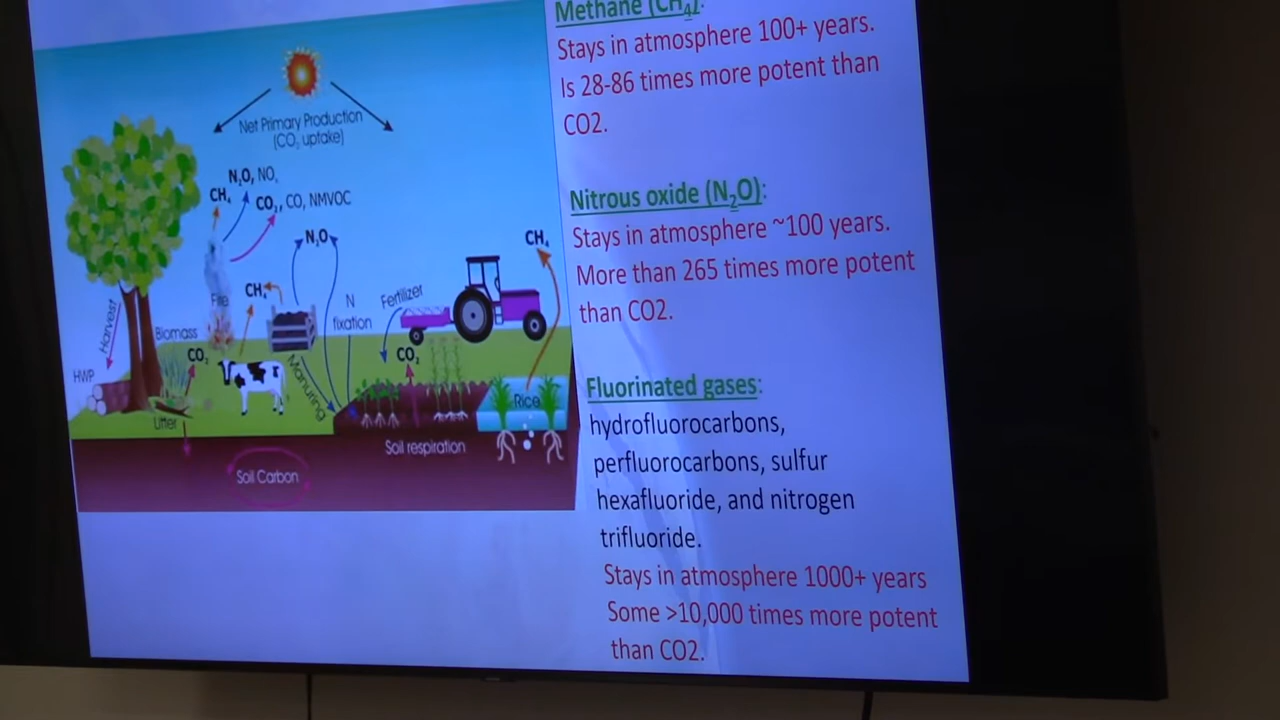 Methane (CH4):
Stays in atmosphere 100+ years.
Is 28-86 times more potent than
CO2.
Nitrous oxide (N2O):
Stays in atmosphere ~100 years.
More than 265 times more potent
than CO2.
Fluorinated gases:
hydrofluorocarbons,
perfluorocarbons, sulfur
hexafluoride, and nitrogen
trifluoride.
Stays in atmosphere 1000+ years
Some >10,000 times more potent
than CO2.
Net Primary Production
(CO2 uptake)
N2O, NOx
CH4
CO2, CO, NMVOC
N2O
CH4
CH4
Fire
N
fixation
Fertilizer
Harvest
Biomass
CO2
CO2
HWP
Manuring
Litter
Rice
Soil respiration
Soil Carbon